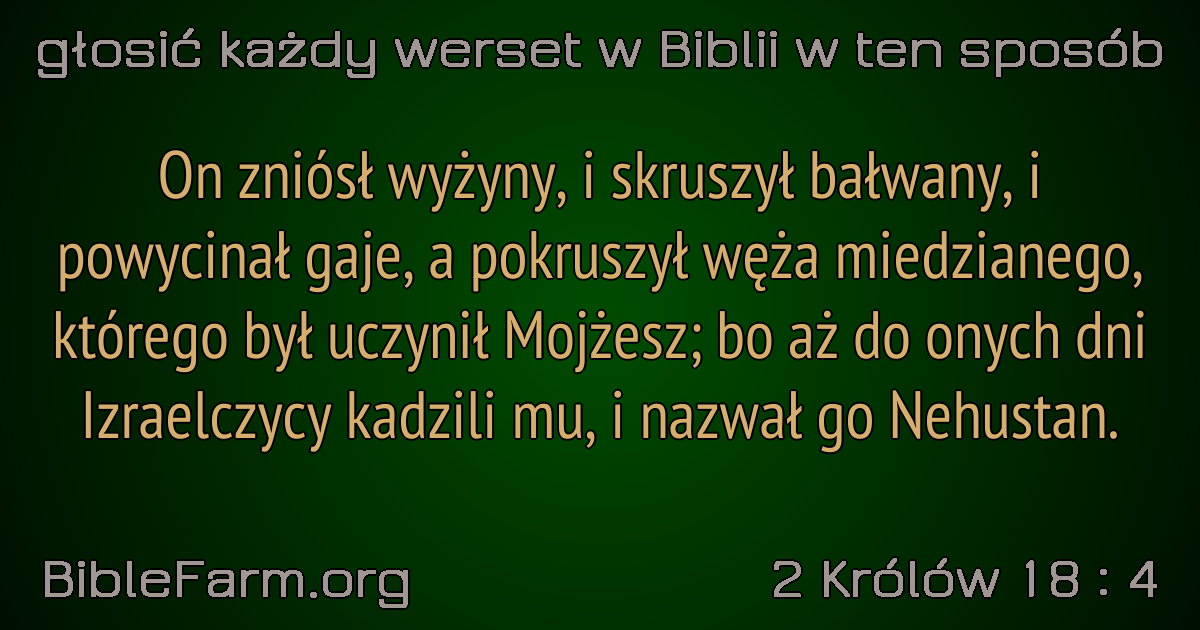 głosić każdy werset w Biblii w ten sposób
On zniósł wyżyny, i skruszył bałwany, i
powycinał gaje, a pokruszył węża miedzianego,
którego był uczynił Mojżesz; bo aż do onych dni
Izraelczycy kadzili mu, i nazwał go Nehustan.
BibleFarm.org
2 Królów 18 : 4